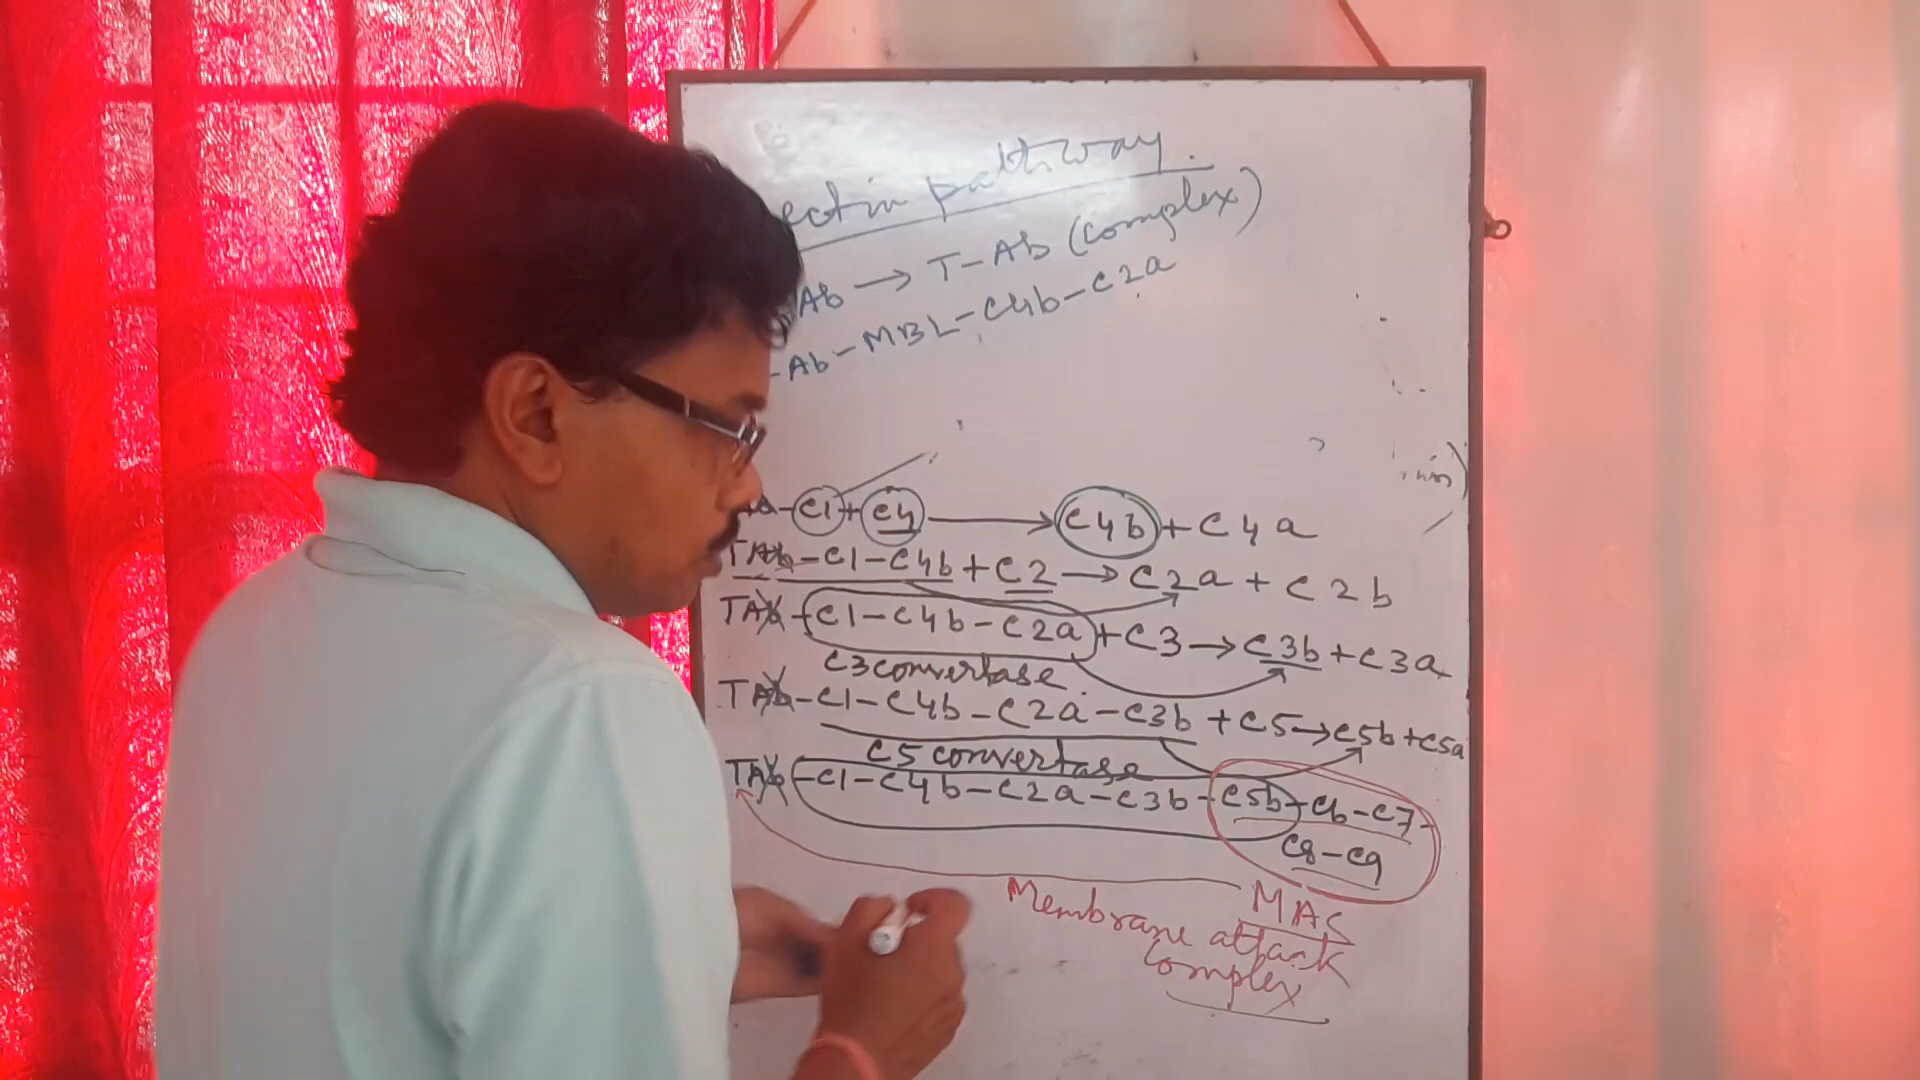 ectin pathway.
Ab → T-Ab (complex)
-Ab-MBL-C4b-C2a
-C1+C4 → C4b+C4a
TAb-C1-C4b+C2→C2a+C2b
TAb-C1-C4b-C2a+C3→C3b+C3a
C3 convertase
TAb-C1-C4b-C2a-C3b+C5→C5b+C5a
C5 convertase
TAb-C1-C4b-C2a-C3b-C5b-C6-C7-
C8-C9
MAC
Membrane attack
Complex